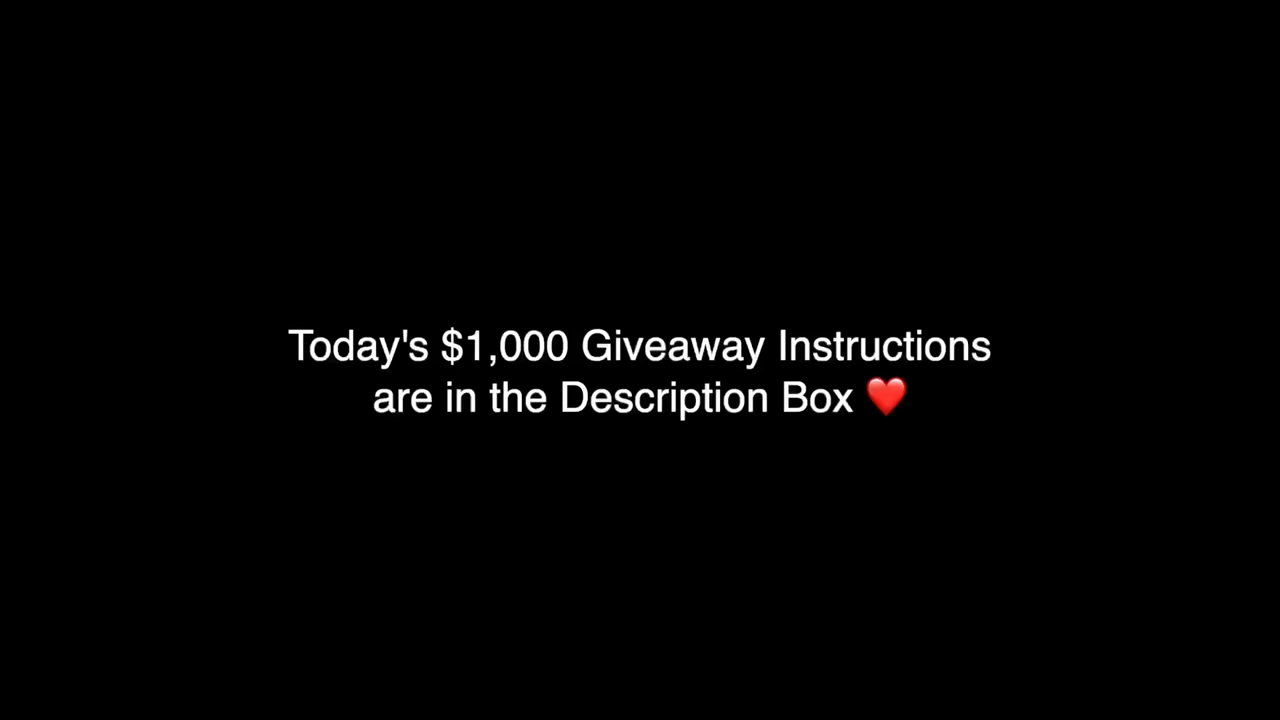 Today's $1,000 Giveaway Instructions
are in the Description Box ❤️